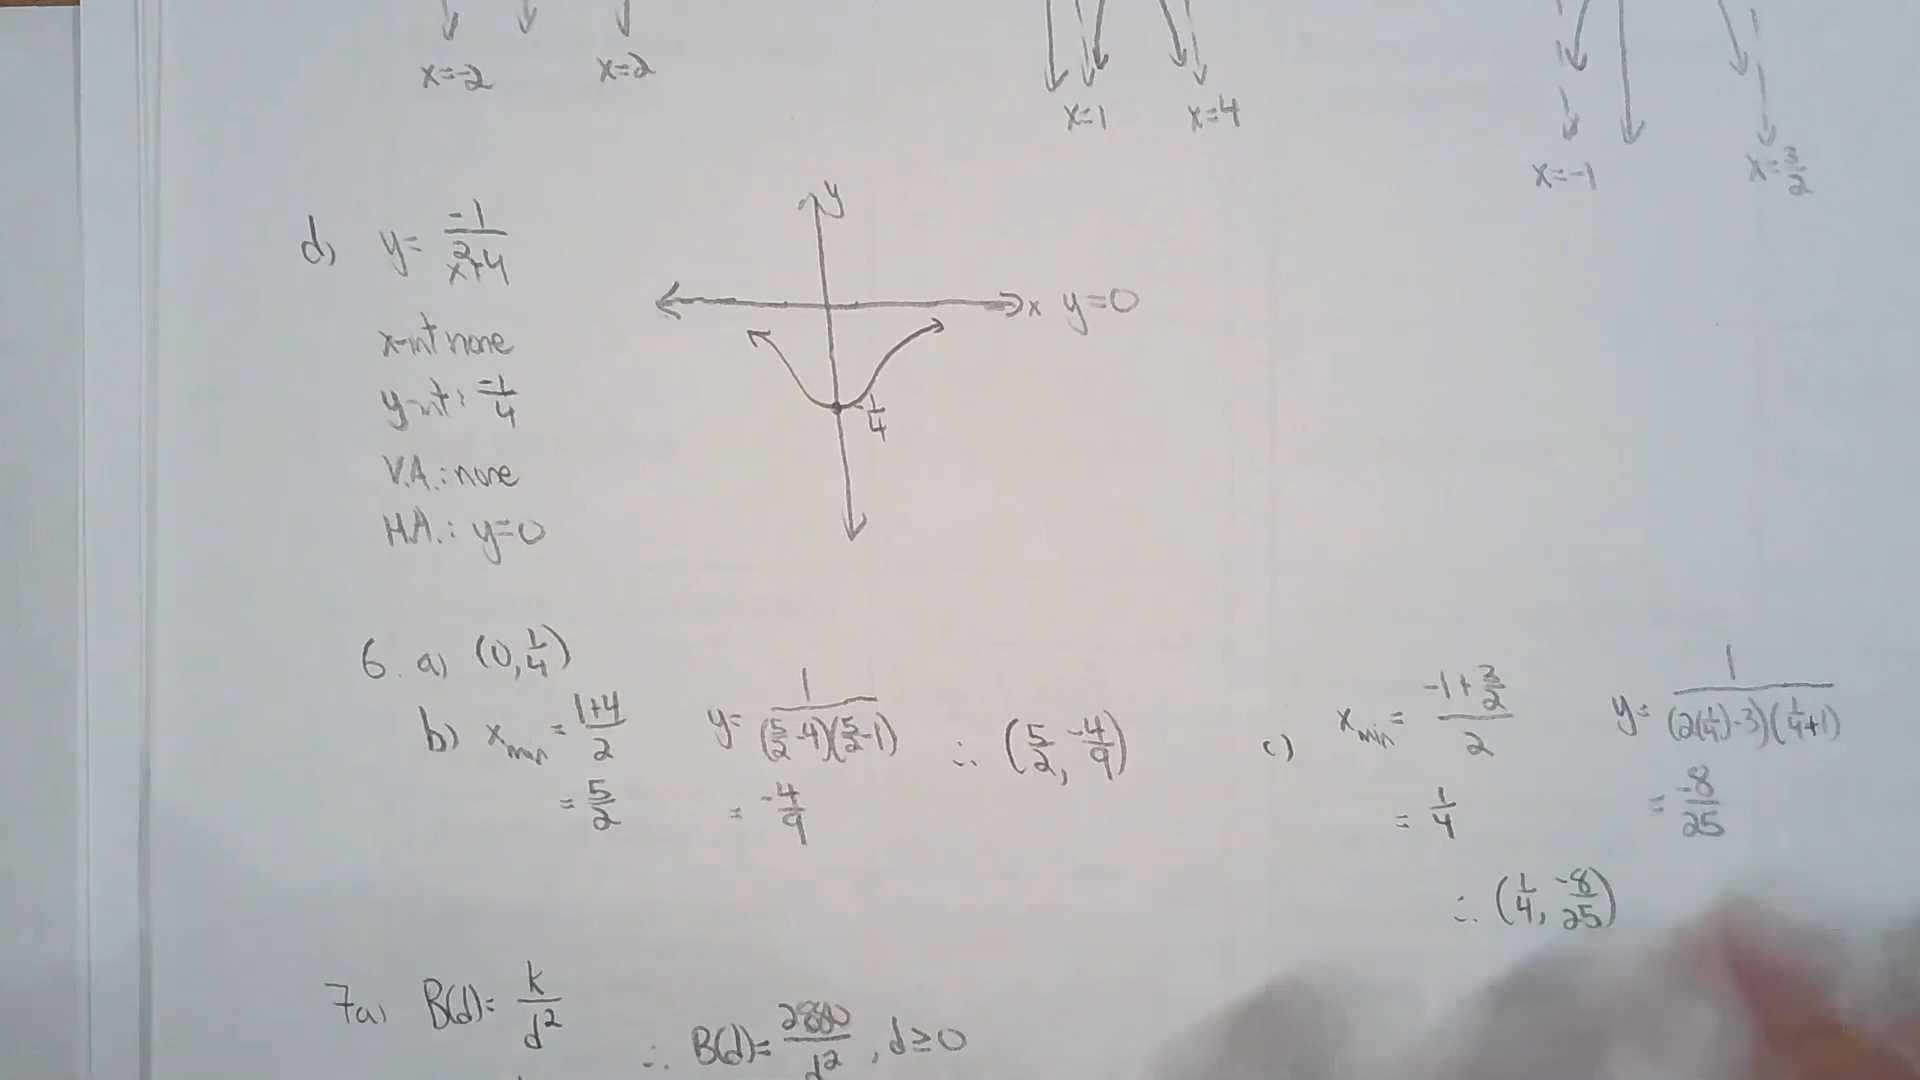 x=-2 x=2 x=1 x=4 x=-1 x=3/2
d) y= -1/(x²+4)
y
x y=0
x-int none
y-int: -1/4
-1/4
V.A.: none
H.A.: y=0
6. a) (0, 1/4)
b) x_min = (1+4)/2 y= 1/((5/2-4)(5/2-1)) ∴ (5/2, -4/9)
= 5/2 = -4/9
c) x_min = (-1+3/2)/2 y= 1/((2(1/4)-3)(1/4+1))
= 1/4 = -8/25
∴ (1/4, -8/25)
7a) B(d)= k/d²
∴ B(d)= 2880/d², d≥0